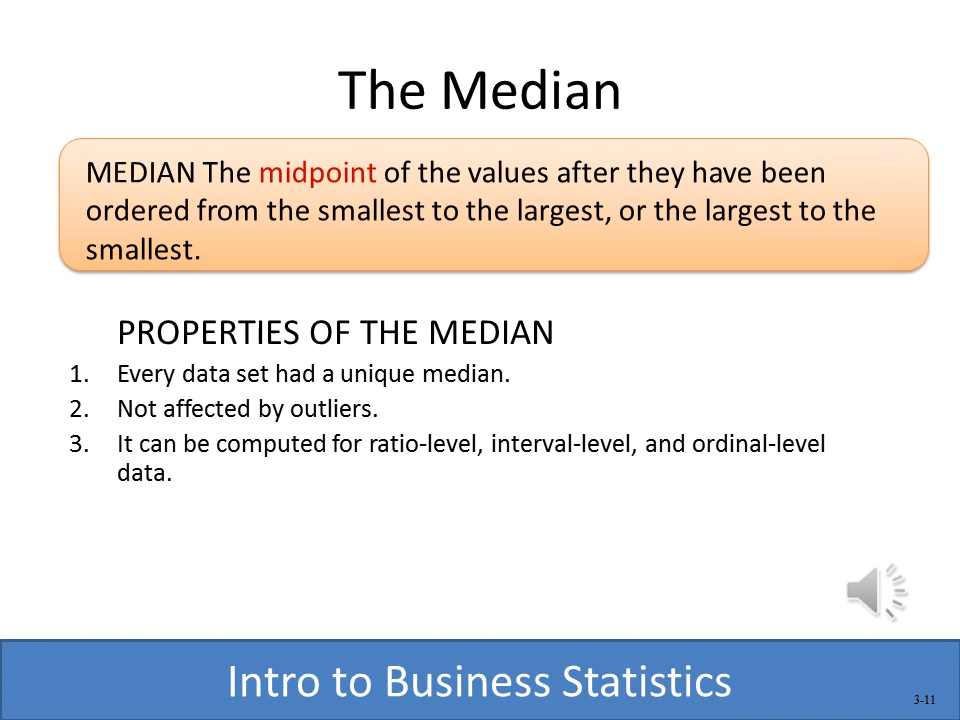 The Median
MEDIAN The midpoint of the values after they have been
ordered from the smallest to the largest, or the largest to the
smallest.
PROPERTIES OF THE MEDIAN
1. Every data set had a unique median.
2. Not affected by outliers.
3. It can be computed for ratio-level, interval-level, and ordinal-level
data.
Intro to Business Statistics
3-11